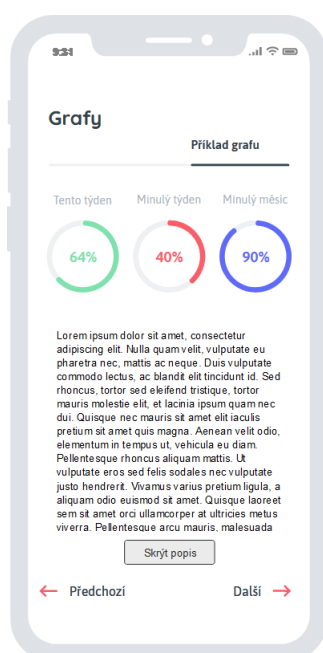 9:31
Grafy
Příklad grafu
Tento týden Minulý týden Minulý měsíc
64% 40% 90%
Lorem ipsum dolor sit amet, consectetur
adipiscing elit. Nulla quam velit, vulputate eu
pharetra nec, mattis ac neque. Duis vulputate
commodo lectus, ac blandit elit tincidunt id. Sed
rhoncus, tortor sed eleifend tristique, tortor
mauris molestie elit, et lacinia ipsum quam nec
dui. Quisque nec mauris sit amet elit iaculis
pretium sit amet quis magna. Aenean velit odio,
elementum in tempus ut, vehicula eu diam.
Pellentesque rhoncus aliquam mattis. Ut
vulputate eros sed felis sodales nec vulputate
justo hendrerit. Vivamus varius pretium ligula, a
aliquam odio euismod sit amet. Quisque laoreet
sem sit amet orci ullamcorper at ultricies metus
viverra. Pellentesque arcu mauris, malesuada
Skrýt popis
Předchozí Další